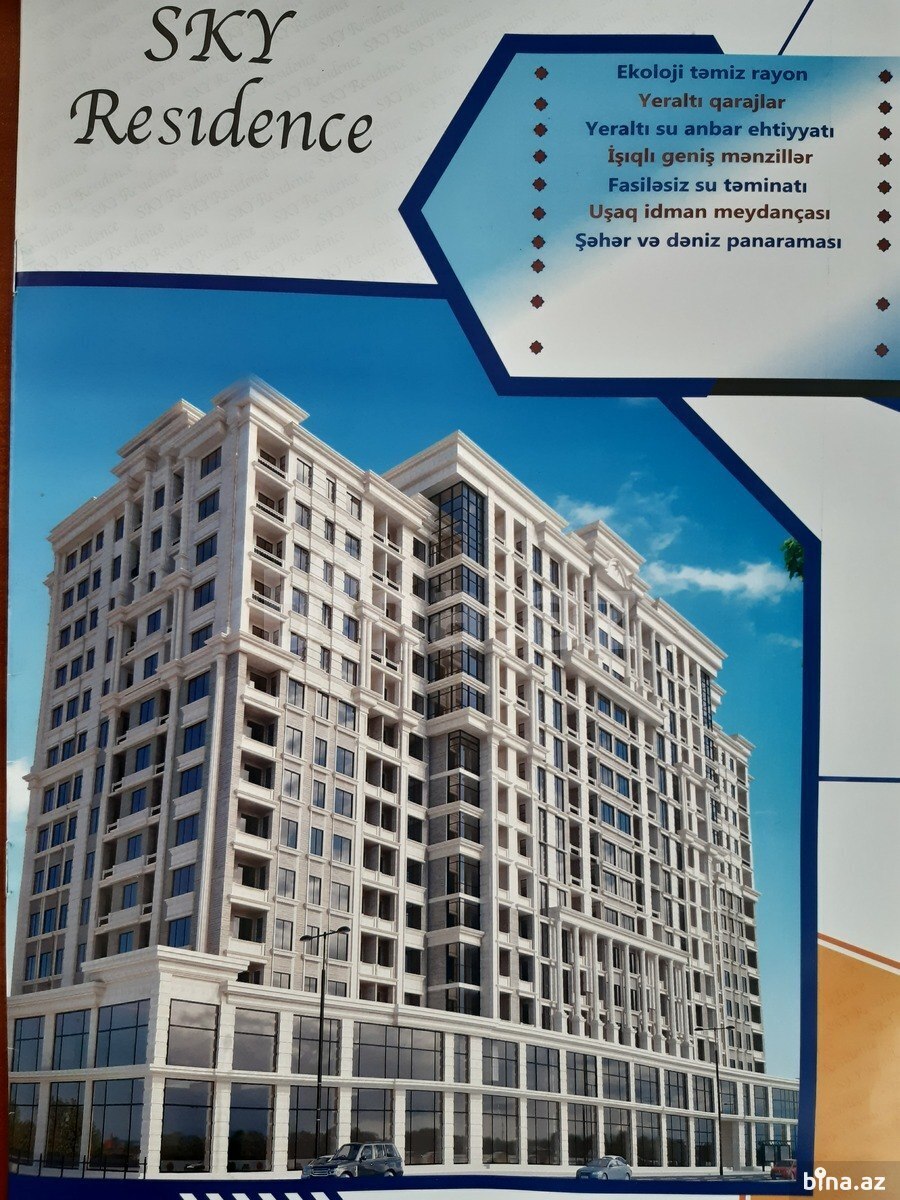 SKY
Residence
Ekoloji təmiz rayon
Yeraltı qarajlar
Yeraltı su anbar ehtiyyatı
İşıqlı geniş mənzillər
Fasiləsiz su təminatı
Uşaq idman meydançası
Şəhər və dəniz panaraması
bina.az